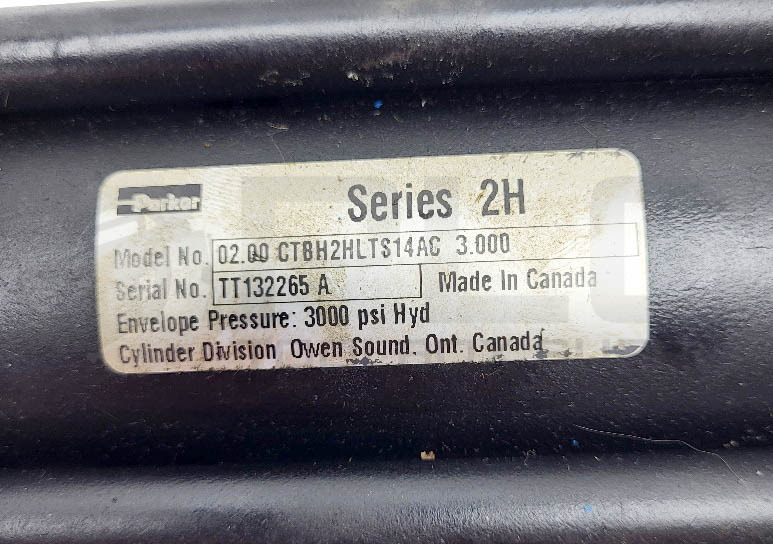 Parker
Series 2H
Model No. 02.00 CTBH2HLTS14AC 3.000
Serial No. TT132265 A Made In Canada
Envelope Pressure: 3000 psi Hyd
Cylinder Division Owen Sound. Ont. Canada